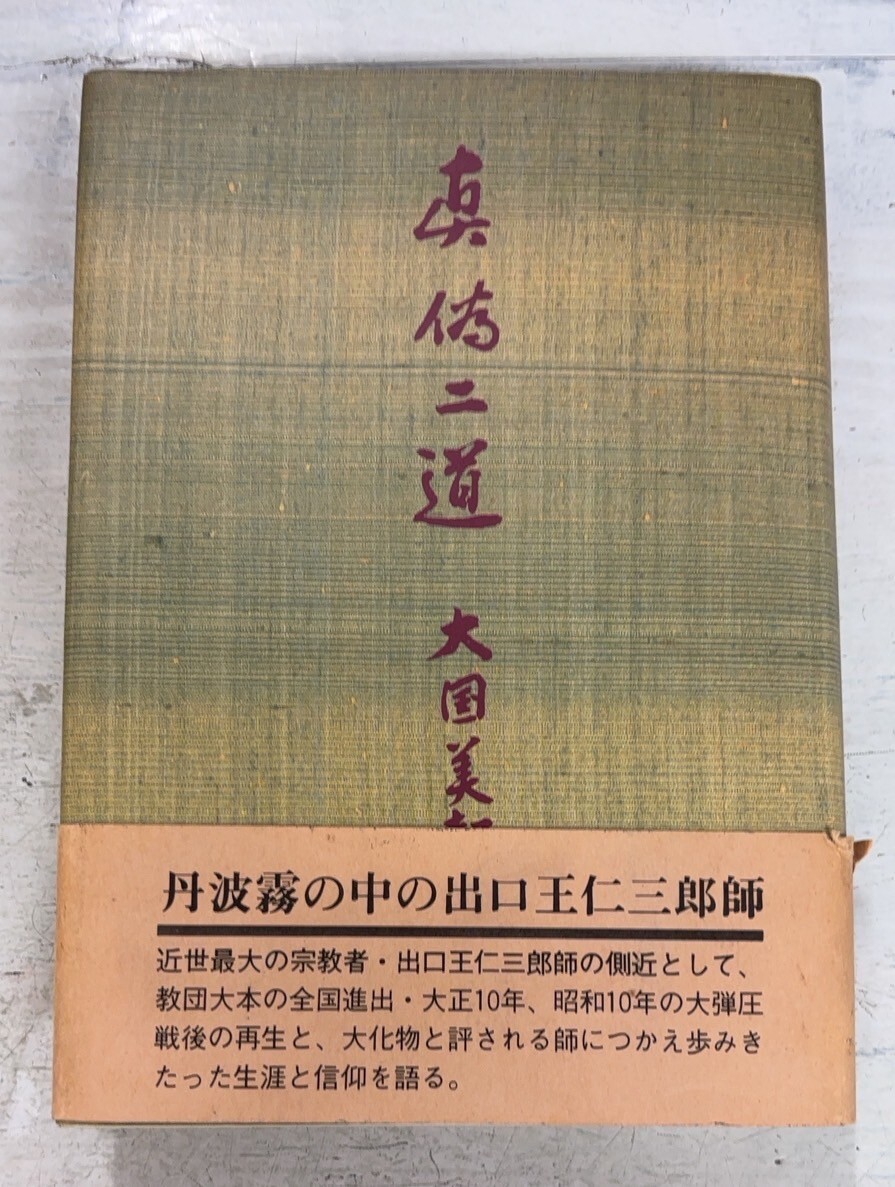 真偽二道
大国美
丹波霧の中の出口王仁三郎師
近世最大の宗教者・出口王仁三郎師の側近として、
教団大本の全国進出・大正10年、昭和10年の大弾圧
戦後の再生と、大化物と評される師につかえ歩みき
たった生涯と信仰を語る。